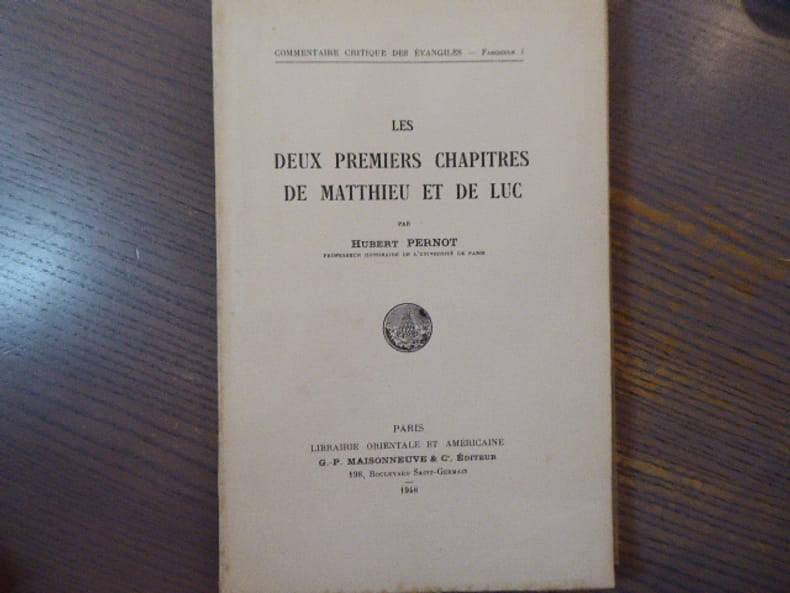 COMMENTAIRE CRITIQUE DES ÉVANGILES — Fascicule 1
LES
DEUX PREMIERS CHAPITRES
DE MATTHIEU ET DE LUC
PAR
HUBERT PERNOT
PROFESSEUR HONORAIRE DE L'UNIVERSITÉ DE PARIS
PARIS
LIBRAIRIE ORIENTALE ET AMÉRICAINE
G.-P. MAISONNEUVE & Cie, ÉDITEUR
198, BOULEVARD SAINT-GERMAIN